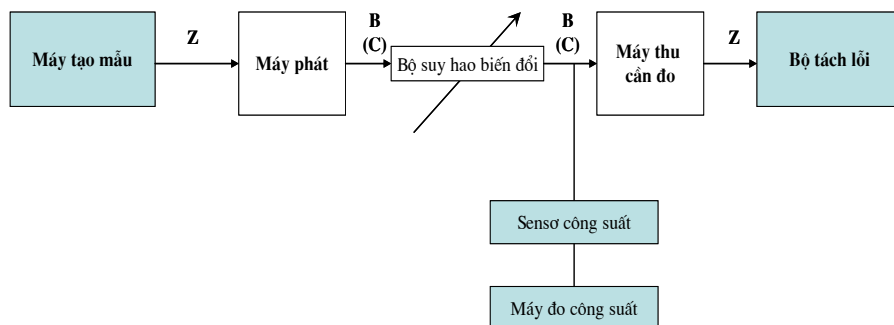 Máy tạo mẫu
Z
Máy phát
B
(C)
Bộ suy hao biến đổi
B
(C)
Máy thu
cần đo
Z
Bộ tách lỗi
Sensơ công suất
Máy đo công suất